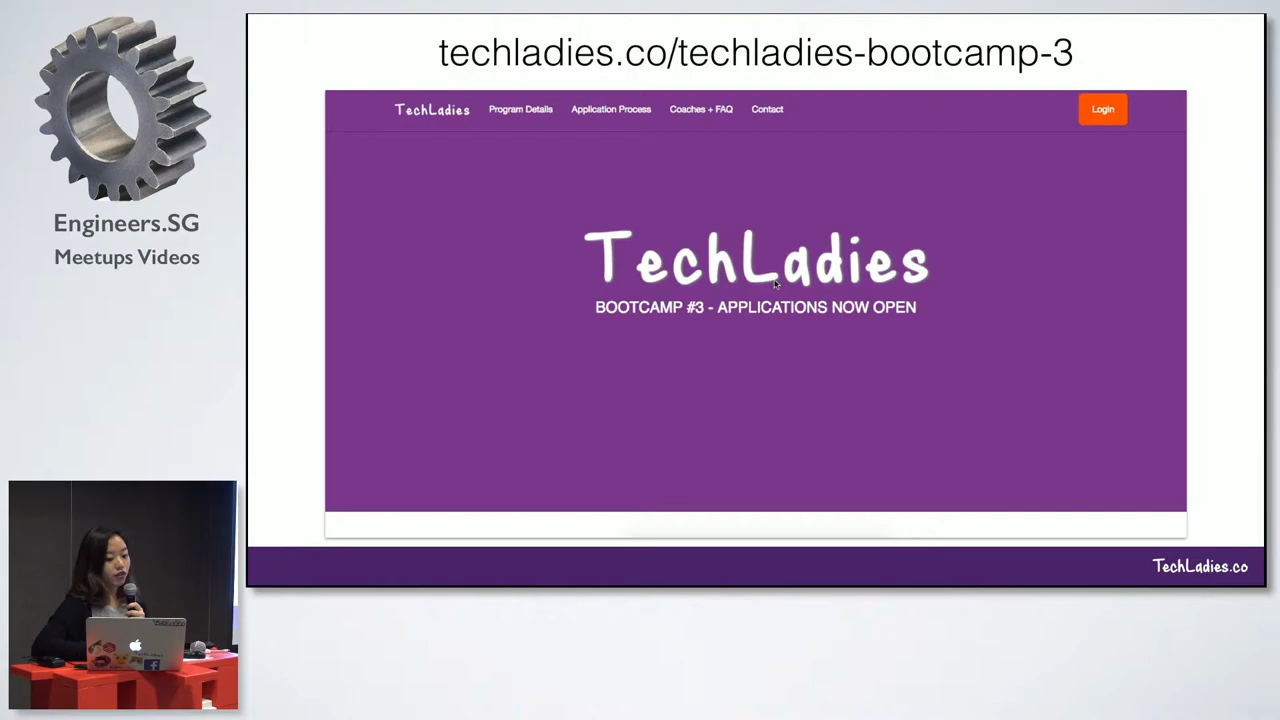 Engineers.SG
Meetups Videos
techladies.co/techladies-bootcamp-3
TechLadies Program Details Application Process Coaches + FAQ Contact Login
TechLadies
BOOTCAMP #3 - APPLICATIONS NOW OPEN
TechLadies.co